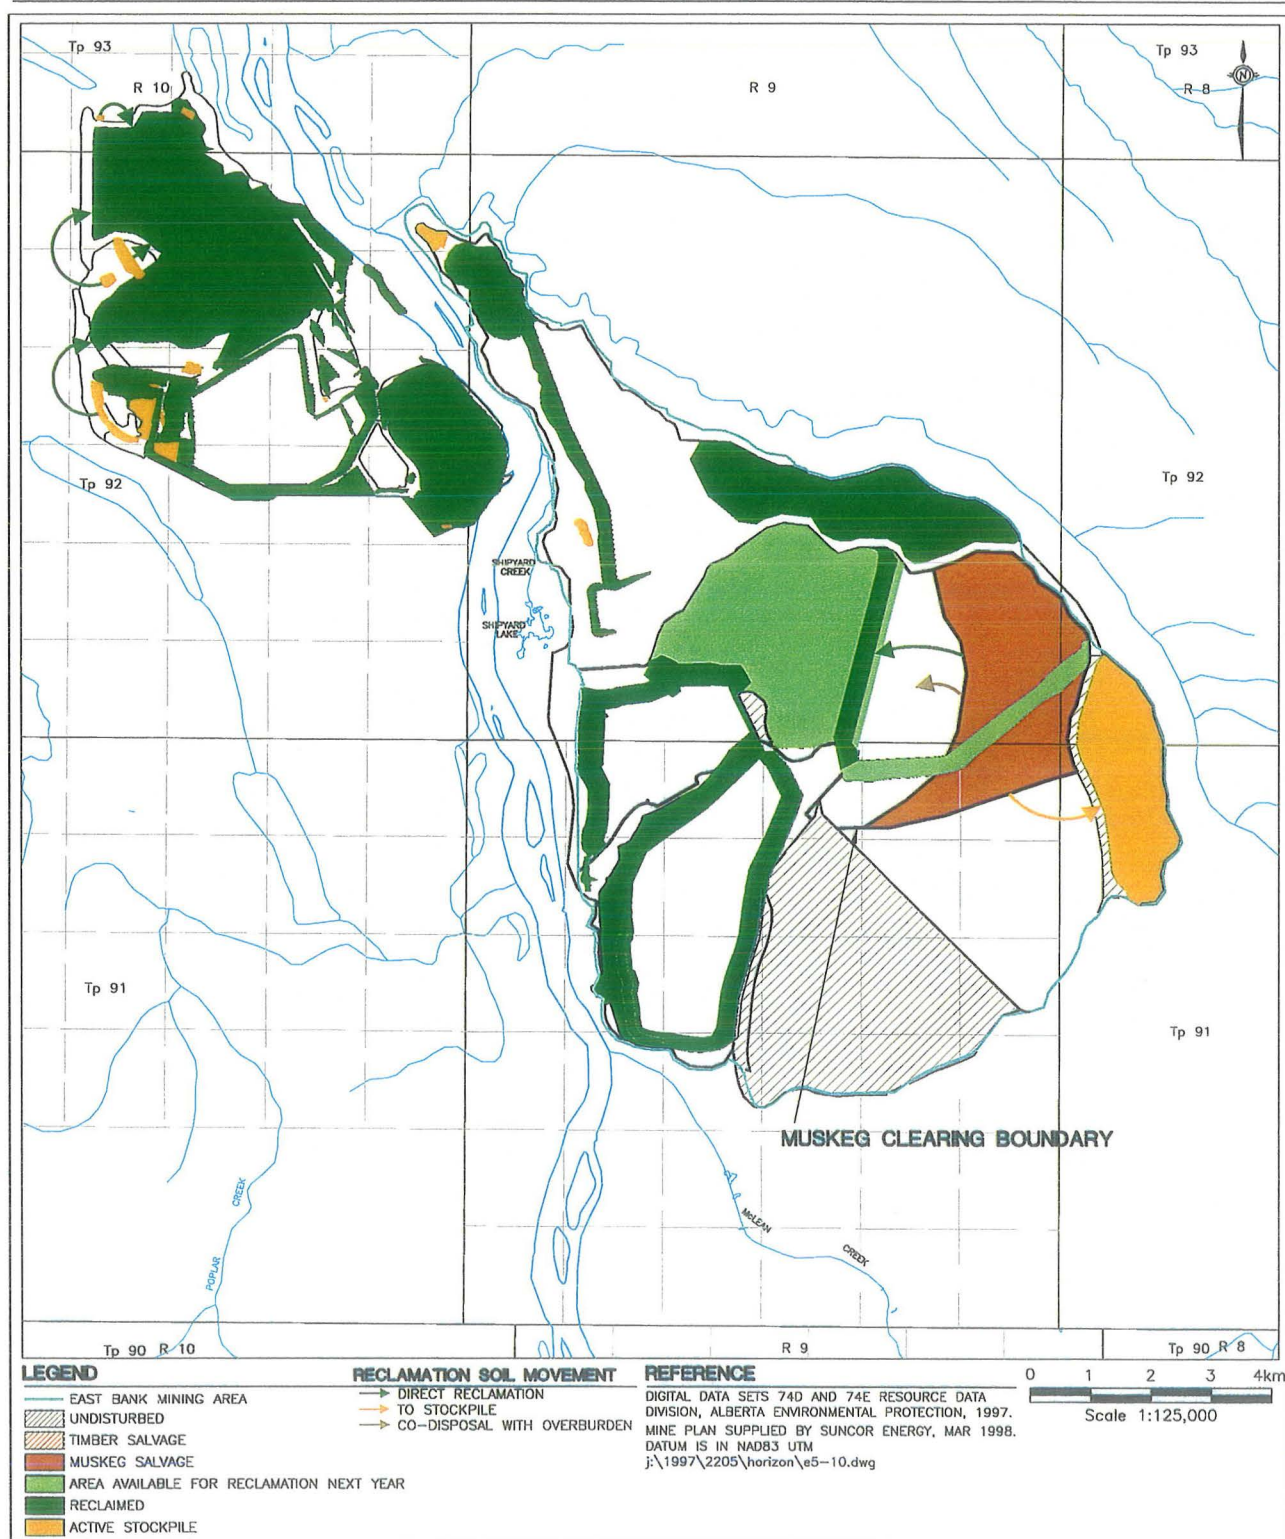 Tp 93
R 10
R 9
Tp 93
R 8
N
Tp 92
Tp 92
SHIPYARD
CREEK
SHIPYARD
LAKE
Tp 91
Tp 91
MUSKEG CLEARING BOUNDARY
POPLAR
CREEK
McLEAN
CREEK
Tp 90 R 10
R 9
Tp 90 R 8
LEGEND
EAST BANK MINING AREA
UNDISTURBED
TIMBER SALVAGE
MUSKEG SALVAGE
AREA AVAILABLE FOR RECLAMATION NEXT YEAR
RECLAIMED
ACTIVE STOCKPILE
RECLAMATION SOIL MOVEMENT
DIRECT RECLAMATION
TO STOCKPILE
CO-DISPOSAL WITH OVERBURDEN
REFERENCE
DIGITAL DATA SETS 74D AND 74E RESOURCE DATA
DIVISION, ALBERTA ENVIRONMENTAL PROTECTION, 1997.
MINE PLAN SUPPLIED BY SUNCOR ENERGY, MAR 1998.
DATUM IS IN NAD83 UTM
j:\1997\2205\horizon\e5-10.dwg
0 1 2 3 4km
Scale 1:125,000